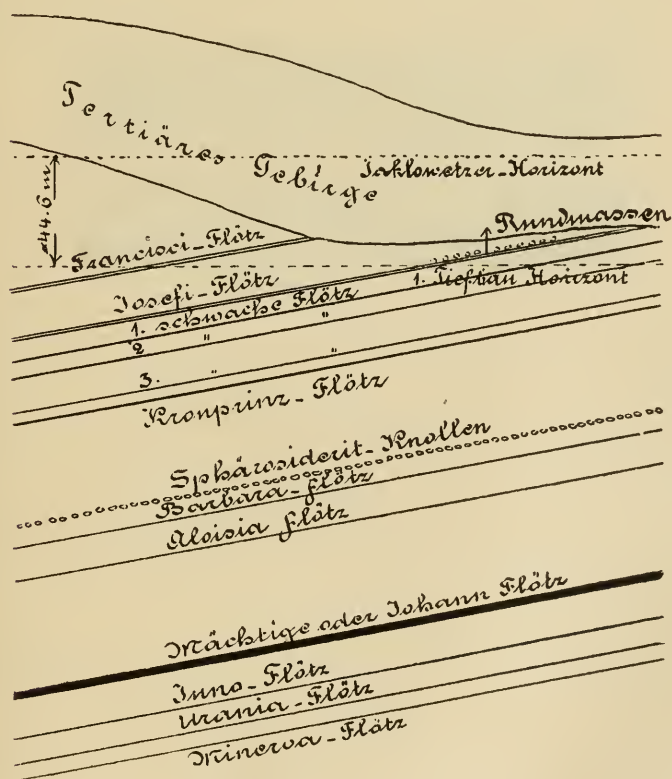 Tertiäres Gebirge
Jaklowetzer-Horizont
44.6 m
Rundmassen
Francisci-Flötz
1. Tiefbau Horizont
Josefi-Flötz
1. schwache Flötz
2 " "
3. " "
Kronprinz-Flötz
Sphärosiderit-Knollen
Barbara-Flötz
Aloisia Flötz
Mächtige oder Johann Flötz
Juno-Flötz
Urania-Flötz
Minerva-Flötz